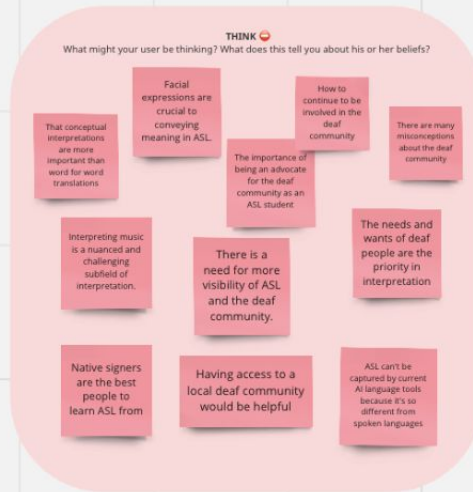 THINK ⛔
What might your user be thinking? What does this tell you about his or her beliefs?
That conceptual
interpretations
are more
important than
word for word
translations
Facial
expressions are
crucial to
conveying
meaning in ASL.
The importance of
being an advocate
for the deaf
community as an
ASL student
How to
continue to be
involved in the
deaf
community
There are many
misconceptions
about the deaf
community
Interpreting music
is a nuanced and
challenging
subfield of
interpretation.
There is a
need for more
visibility of ASL
and the deaf
community.
The needs and
wants of deaf
people are the
priority in
interpretation
Native signers
are the best
people to
learn ASL from
Having access to a
local deaf community
would be helpful
ASL can't be
captured by current
AI language tools
because it's so
different from
spoken languages